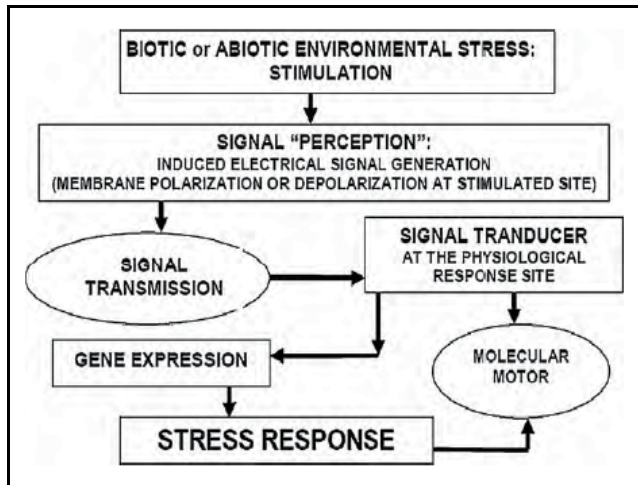 BIOTIC or ABIOTIC ENVIRONMENTAL STRESS:
STIMULATION
SIGNAL “PERCEPTION”:
INDUCED ELECTRICAL SIGNAL GENERATION
(MEMBRANE POLARIZATION OR DEPOLARIZATION AT STIMULATED SITE)
SIGNAL
TRANSMISSION
SIGNAL TRANDUCER
AT THE PHYSIOLOGICAL
RESPONSE SITE
GENE EXPRESSION
MOLECULAR
MOTOR
STRESS RESPONSE